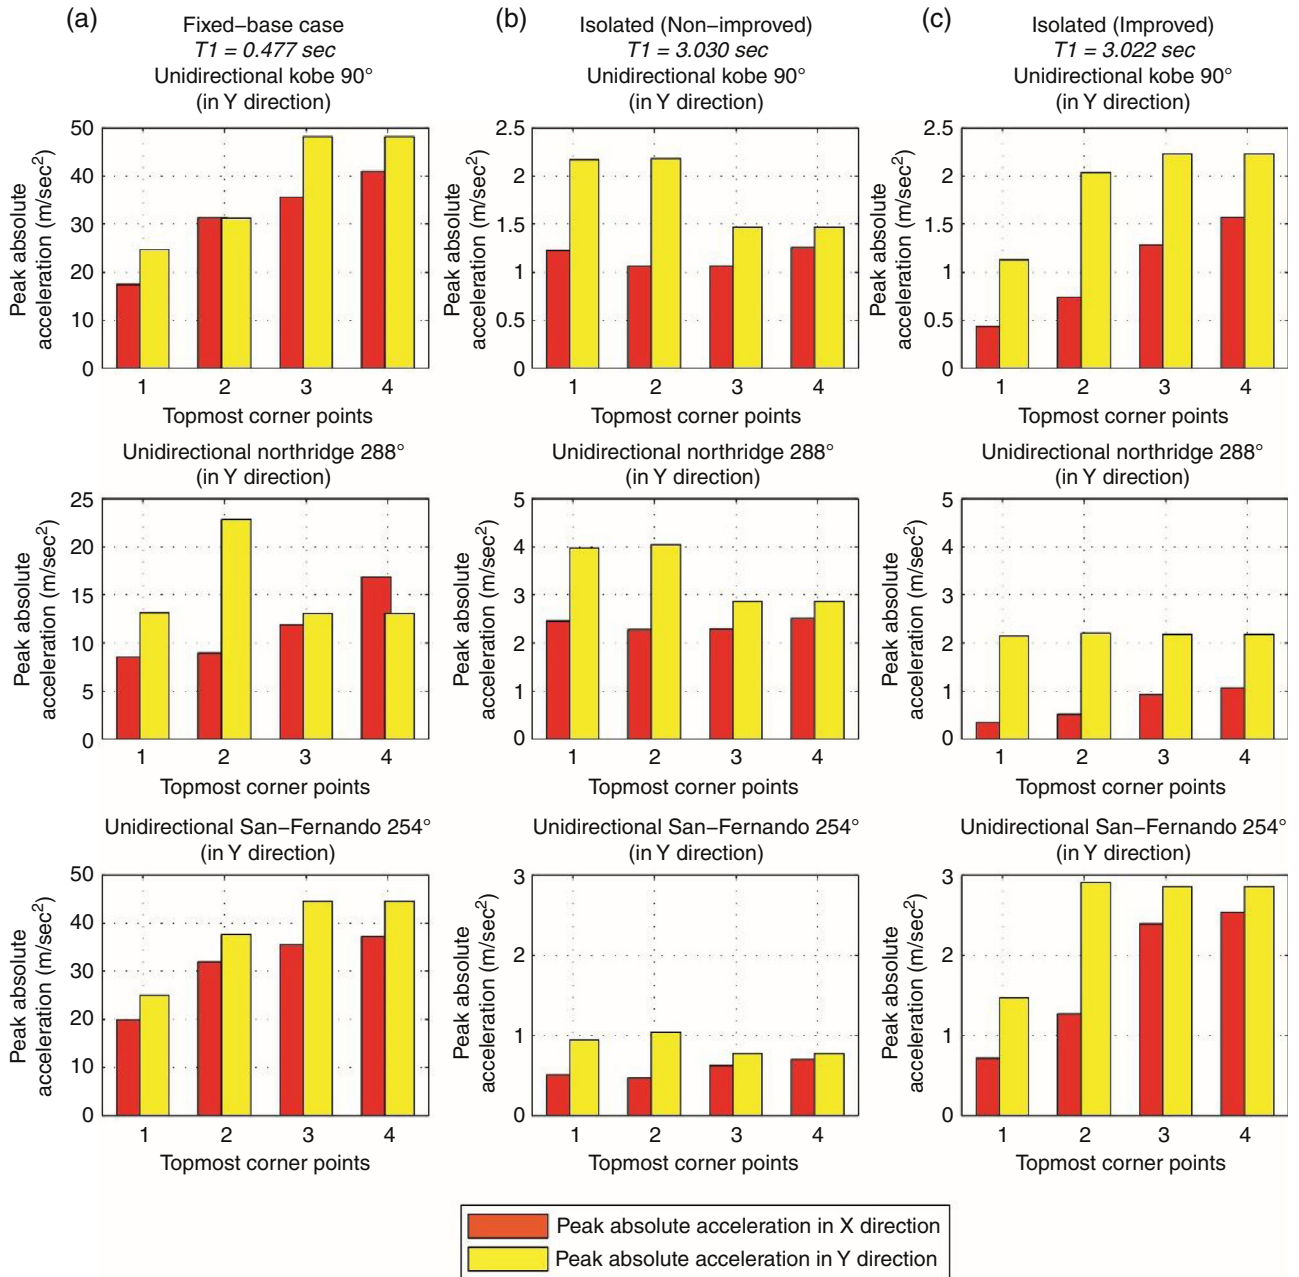 (a)
Fixed-base case
T1 = 0.477 sec
Unidirectional kobe 90°
(in Y direction)
Peak absolute
acceleration (m/sec²)
50
40
30
20
10
0
1 2 3 4
Topmost corner points
(b)
Isolated (Non-improved)
T1 = 3.030 sec
Unidirectional kobe 90°
(in Y direction)
Peak absolute
acceleration (m/sec²)
2.5
2
1.5
1
0.5
0
1 2 3 4
Topmost corner points
(c)
Isolated (Improved)
T1 = 3.022 sec
Unidirectional kobe 90°
(in Y direction)
Peak absolute
acceleration (m/sec²)
2.5
2
1.5
1
0.5
0
1 2 3 4
Topmost corner points
Unidirectional northridge 288°
(in Y direction)
Peak absolute
acceleration (m/sec²)
25
20
15
10
5
0
1 2 3 4
Topmost corner points
Unidirectional northridge 288°
(in Y direction)
Peak absolute
acceleration (m/sec²)
5
4
3
2
1
0
1 2 3 4
Topmost corner points
Unidirectional northridge 288°
(in Y direction)
Peak absolute
acceleration (m/sec²)
5
4
3
2
1
0
1 2 3 4
Topmost corner points
Unidirectional San-Fernando 254°
(in Y direction)
Peak absolute
acceleration (m/sec²)
50
40
30
20
10
0
1 2 3 4
Topmost corner points
Unidirectional San-Fernando 254°
(in Y direction)
Peak absolute
acceleration (m/sec²)
3
2
1
0
1 2 3 4
Topmost corner points
Unidirectional San-Fernando 254°
(in Y direction)
Peak absolute
acceleration (m/sec²)
3
2
1
0
1 2 3 4
Topmost corner points
Peak absolute acceleration in X direction
Peak absolute acceleration in Y direction